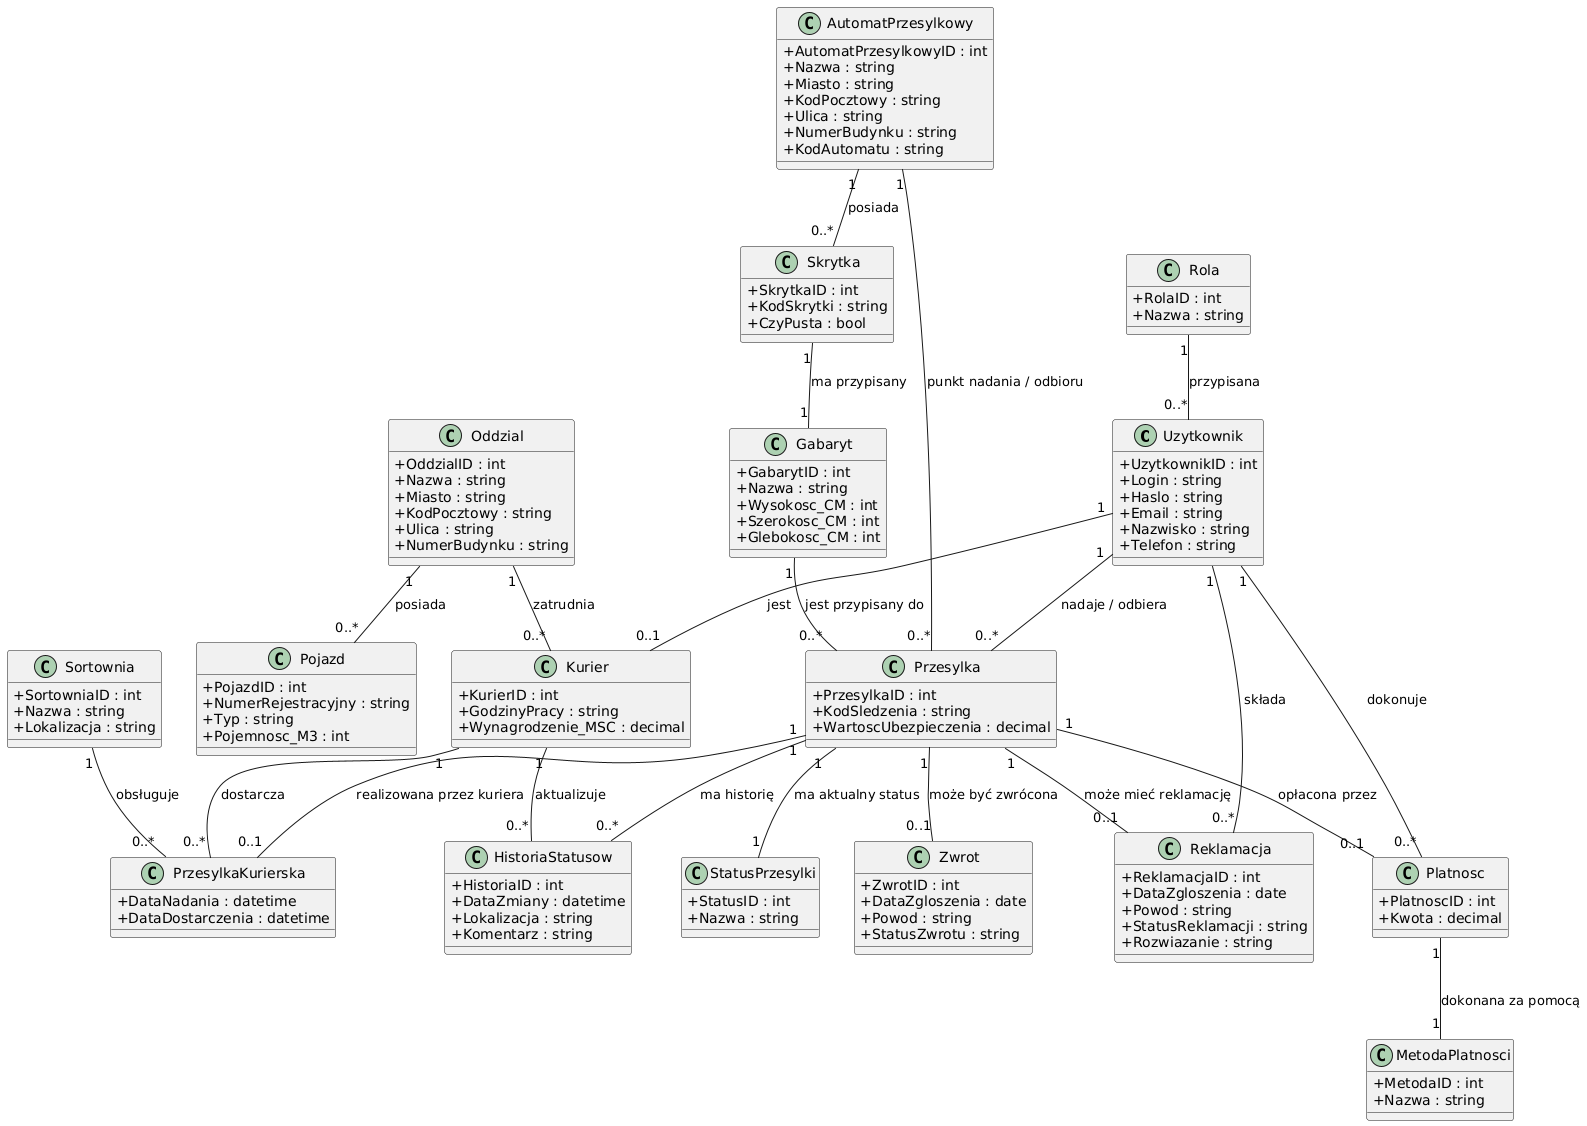 C AutomatPrzesylkowy
+AutomatPrzesylkowyID : int
+Nazwa : string
+Miasto : string
+KodPocztowy : string
+Ulica : string
+NumerBudynku : string
+KodAutomatu : string
1
1
posiada
0..*
C Skrytka
+SkrytkaID : int
+KodSkrytki : string
+CzyPusta : bool
C Rola
+RolaID : int
+Nazwa : string
1
ma przypisany
1
punkt nadania / odbioru
1
przypisana
0..*
C Oddzial
+OddzialID : int
+Nazwa : string
+Miasto : string
+KodPocztowy : string
+Ulica : string
+NumerBudynku : string
C Gabaryt
+GabarytID : int
+Nazwa : string
+Wysokosc_CM : int
+Szerokosc_CM : int
+Glebokosc_CM : int
C Uzytkownik
+UzytkownikID : int
+Login : string
+Haslo : string
+Email : string
+Nazwisko : string
+Telefon : string
1
1
1
1
1
1
1
posiada
zatrudnia
jest
jest przypisany do
nadaje / odbiera
0..*
0..*
0..1
0..*
0..*
0..*
składa
dokonuje
C Sortownia
+SortowniaID : int
+Nazwa : string
+Lokalizacja : string
C Pojazd
+PojazdID : int
+NumerRejestracyjny : string
+Typ : string
+Pojemnosc_M3 : int
C Kurier
+KurierID : int
+GodzinyPracy : string
+Wynagrodzenie_MSC : decimal
C Przesylka
+PrzesylkaID : int
+KodSledzenia : string
+WartoscUbezpieczenia : decimal
1
1
1
1
1
1
1
1
1
obsługuje
dostarcza
realizowana przez kuriera
aktualizuje
ma historię
ma aktualny status
może być zwrócona
może mieć reklamację
opłacona przez
0..*
0..*
0..1
0..*
0..*
1
0..1
0..1
0..*
0..1
0..*
C PrzesylkaKurierska
+DataNadania : datetime
+DataDostarczenia : datetime
C HistoriaStatusow
+HistoriaID : int
+DataZmiany : datetime
+Lokalizacja : string
+Komentarz : string
C StatusPrzesylki
+StatusID : int
+Nazwa : string
C Zwrot
+ZwrotID : int
+DataZgloszenia : date
+Powod : string
+StatusZwrotu : string
C Reklamacja
+ReklamacjaID : int
+DataZgloszenia : date
+Powod : string
+StatusReklamacji : string
+Rozwiazanie : string
C Platnosc
+PlatnoscID : int
+Kwota : decimal
1
dokonana za pomocą
1
C MetodaPlatnosci
+MetodaID : int
+Nazwa : string